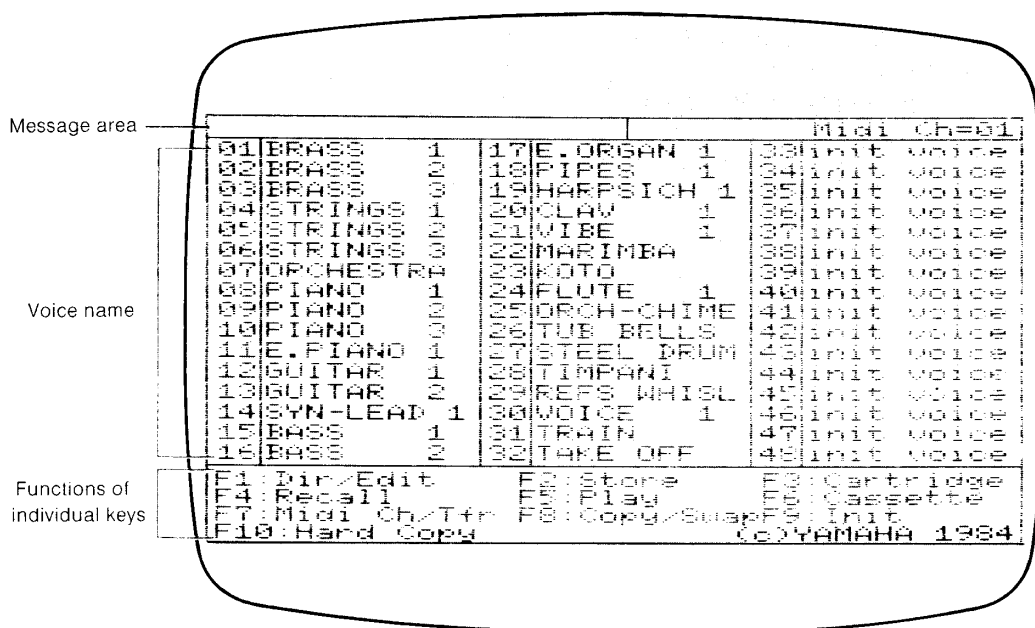 Message area
Midi Ch=01
01 BRASS 1 17 E.ORGAN 1 33 init voice
02 BRASS 2 18 PIPES 1 34 init voice
03 BRASS 3 19 HARPSICH 1 35 init voice
04 STRINGS 1 20 CLAV 1 36 init voice
05 STRINGS 2 21 VIBE 1 37 init voice
06 STRINGS 3 22 MARIMBA 38 init voice
07 ORCHESTRA 23 KOTO 39 init voice
08 PIANO 1 24 FLUTE 1 40 init voice
Voice name
09 PIANO 2 25 ORCH-CHIME 41 init voice
10 PIANO 3 26 TUB BELLS 42 init voice
11 E.PIANO 1 27 STEEL DRUM 43 init voice
12 GUITAR 1 28 TIMPANI 44 init voice
13 GUITAR 2 29 REFS WHISL 45 init voice
14 SYN-LEAD 1 30 VOICE 1 46 init voice
15 BASS 1 31 TRAIN 47 init voice
16 BASS 2 32 TAKE OFF 48 init voice
Functions of
individual keys
F1:Dir/Edit F2:Store F3:Cartridge
F4:Recall F5:Play F6:Cassette
F7:Midi Ch/Tfr F8:Copy/Swap F9:Init
F10:Hard Copy (c)YAMAHA 1984